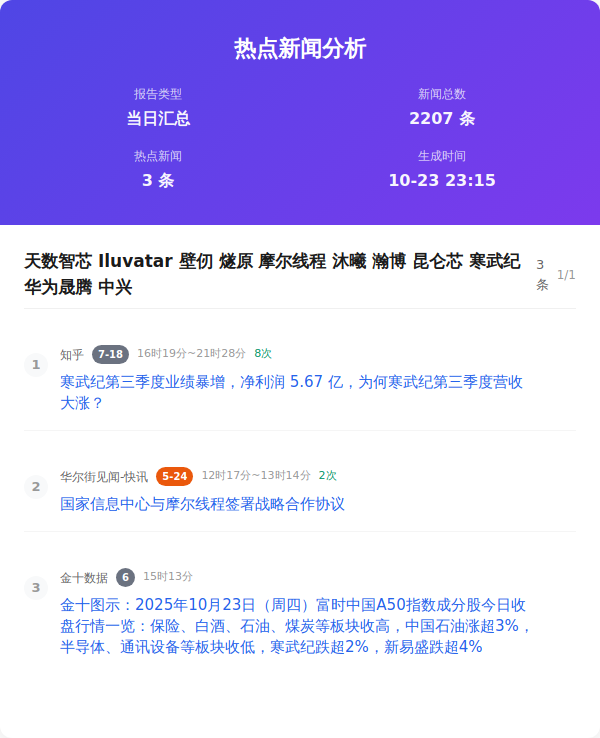 热点新闻分析
报告类型
新闻总数
当日汇总
2207 条
热点新闻
生成时间
3 条
10-23 23:15
天数智芯 Iluvatar 壁仞 燧原 摩尔线程 沐曦 瀚博 昆仑芯 寒武纪
华为晟腾 中兴
3
条
1/1
1
知乎 7-18 16时19分~21时28分 8次
寒武纪第三季度业绩暴增，净利润 5.67 亿，为何寒武纪第三季度营收
大涨？
2
华尔街见闻-快讯 5-24 12时17分~13时14分 2次
国家信息中心与摩尔线程签署战略合作协议
3
金十数据 6 15时13分
金十图示：2025年10月23日（周四）富时中国A50指数成分股今日收
盘行情一览：保险、白酒、石油、煤炭等板块收高，中国石油涨超3%，
半导体、通讯设备等板块收低，寒武纪跌超2%，新易盛跌超4%